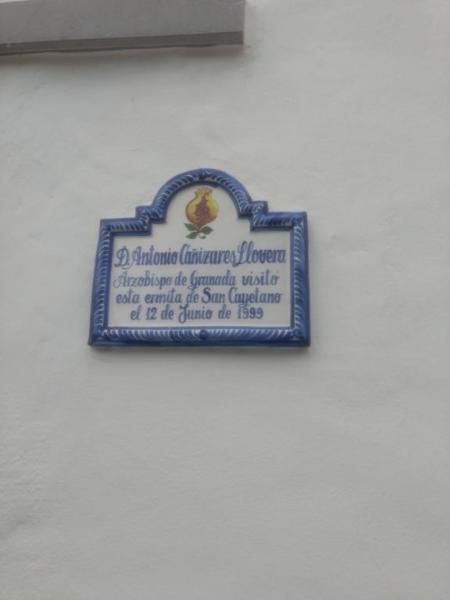 D. Antonio Cañizares Llovera
Arzobispo de Granada visitó
esta ermita de San Cayetano
el 12 de Junio de 1999